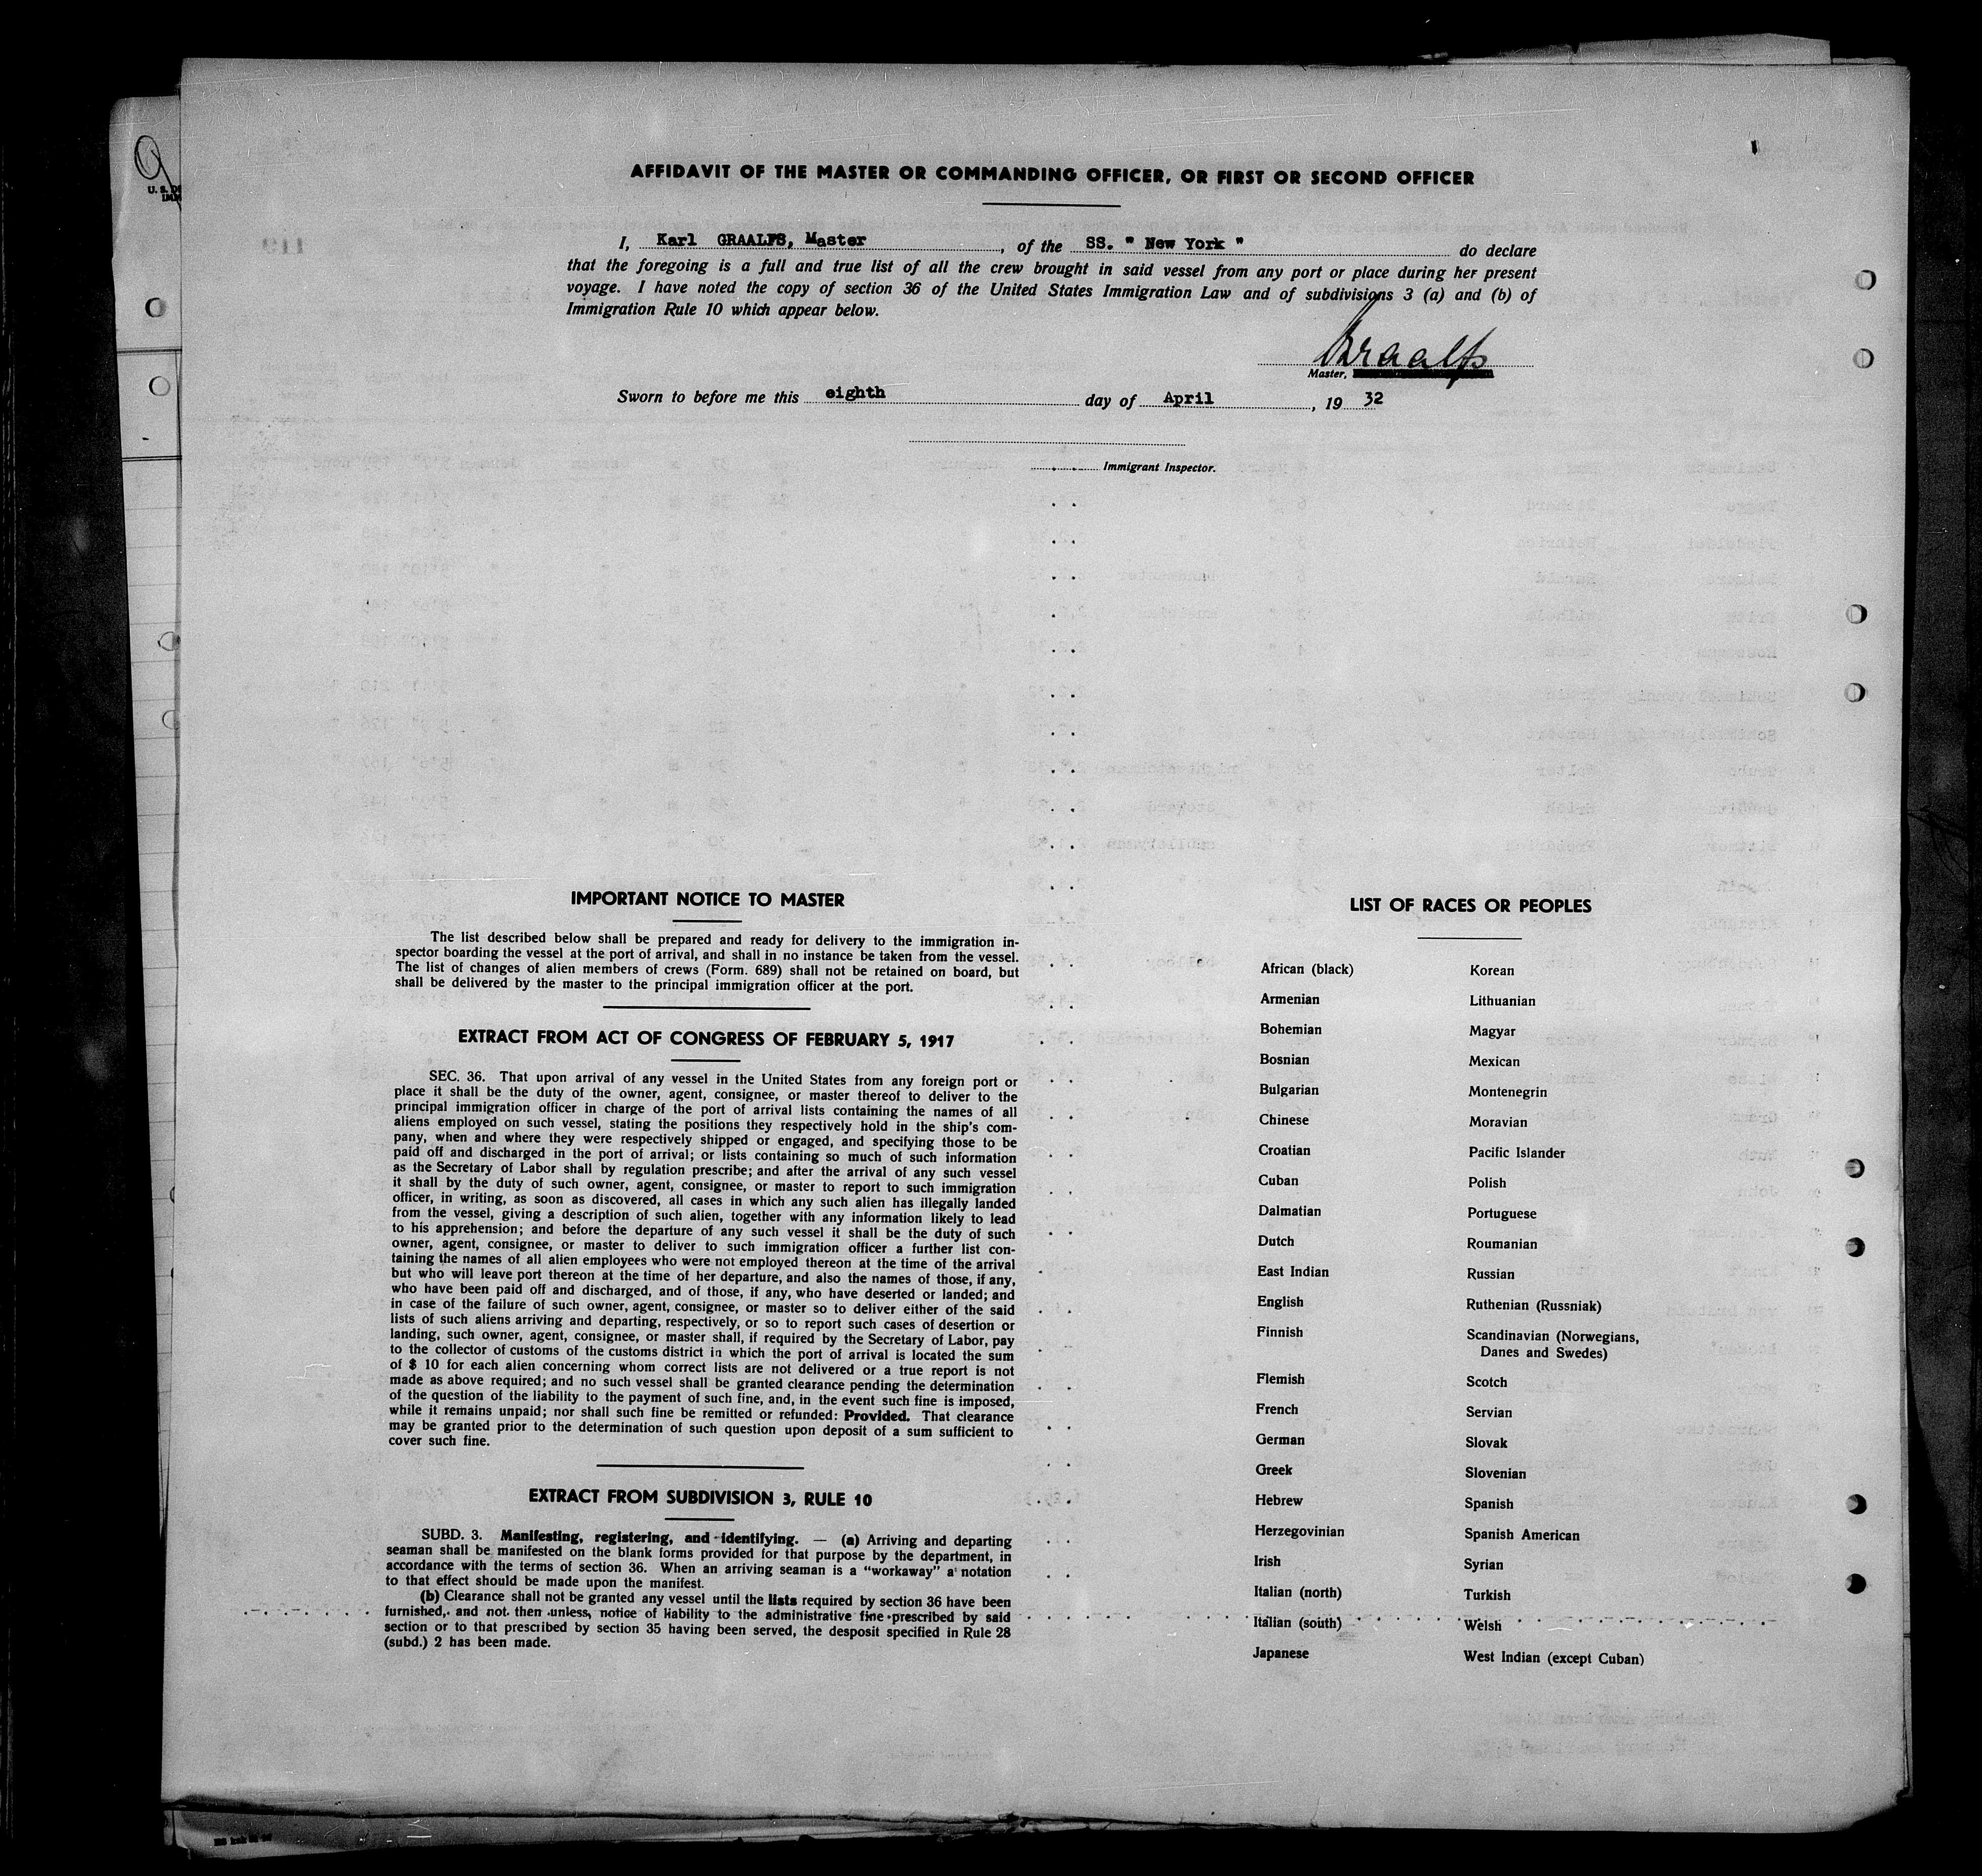 AFFIDAVIT OF THE MASTER OR COMMANDING OFFICER, OR FIRST OR SECOND OFFICER
I, Karl GRAALFS, Master, of the SS. " New York " do declare
that the foregoing is a full and true list of all the crew brought in said vessel from any port or place during her present
voyage. I have noted the copy of section 36 of the United States Immigration Law and of subdivisions 3 (a) and (b) of
Immigration Rule 10 which appear below.
Graalfs
Master,
Sworn to before me this eighth day of April, 19 32
Immigrant Inspector.
IMPORTANT NOTICE TO MASTER
The list described below shall be prepared and ready for delivery to the immigration in-
spector boarding the vessel at the port of arrival, and shall in no instance be taken from the vessel.
The list of changes of alien members of crews (Form. 689) shall not be retained on board, but
shall be delivered by the master to the principal immigration officer at the port.
EXTRACT FROM ACT OF CONGRESS OF FEBRUARY 5, 1917
SEC. 36. That upon arrival of any vessel in the United States from any foreign port or
place it shall be the duty of the owner, agent, consignee, or master thereof to deliver to the
principal immigration officer in charge of the port of arrival lists containing the names of all
aliens employed on such vessel, stating the positions they respectively hold in the ship's com-
pany, when and where they were respectively shipped or engaged, and specifying those to be
paid off and discharged in the port of arrival; or lists containing so much of such information
as the Secretary of Labor shall by regulation prescribe; and after the arrival of any such vessel
it shall by the duty of such owner, agent, consignee, or master to report to such immigration
officer, in writing, as soon as discovered, all cases in which any such alien has illegally landed
from the vessel, giving a description of such alien, together with any information likely to lead
to his apprehension; and before the departure of any such vessel it shall be the duty of such
owner, agent, consignee, or master to deliver to such immigration officer a further list con-
taining the names of all alien employees who were not employed thereon at the time of the arrival
but who will leave port thereon at the time of her departure, and also the names of those, if any,
who have been paid off and discharged, and of those, if any, who have deserted or landed; and
in case of the failure of such owner, agent, consignee, or master so to deliver either of the said
lists of such aliens arriving and departing, respectively, or so to report such cases of desertion or
landing, such owner, agent, consignee, or master shall, if required by the Secretary of Labor, pay
to the collector of customs of the customs district in which the port of arrival is located the sum
of $ 10 for each alien concerning whom correct lists are not delivered or a true report is not
made as above required; and no such vessel shall be granted clearance pending the determination
of the question of the liability to the payment of such fine, and, in the event such fine is imposed,
while it remains unpaid; nor shall such fine be remitted or refunded: Provided. That clearance
may be granted prior to the determination of such question upon deposit of a sum sufficient to
cover such fine.
EXTRACT FROM SUBDIVISION 3, RULE 10
SUBD. 3. Manifesting, registering, and identifying. — (a) Arriving and departing
seaman shall be manifested on the blank forms provided for that purpose by the department, in
accordance with the terms of section 36. When an arriving seaman is a "workaway" a notation
to that effect should be made upon the manifest.
(b) Clearance shall not be granted any vessel until the lists required by section 36 have been
furnished, and not then unless, notice of liability to the administrative fine prescribed by said
section or to that prescribed by section 35 having been served, the desposit specified in Rule 28
(subd.) 2 has been made.
LIST OF RACES OR PEOPLES
African (black)
Armenian
Bohemian
Bosnian
Bulgarian
Chinese
Croatian
Cuban
Dalmatian
Dutch
East Indian
English
Finnish
Flemish
French
German
Greek
Hebrew
Herzegovinian
Irish
Italian (north)
Italian (south)
Japanese
Korean
Lithuanian
Magyar
Mexican
Montenegrin
Moravian
Pacific Islander
Polish
Portuguese
Roumanian
Russian
Ruthenian (Russniak)
Scandinavian (Norwegians,
Danes and Swedes)
Scotch
Servian
Slovak
Slovenian
Spanish
Spanish American
Syrian
Turkish
Welsh
West Indian (except Cuban)